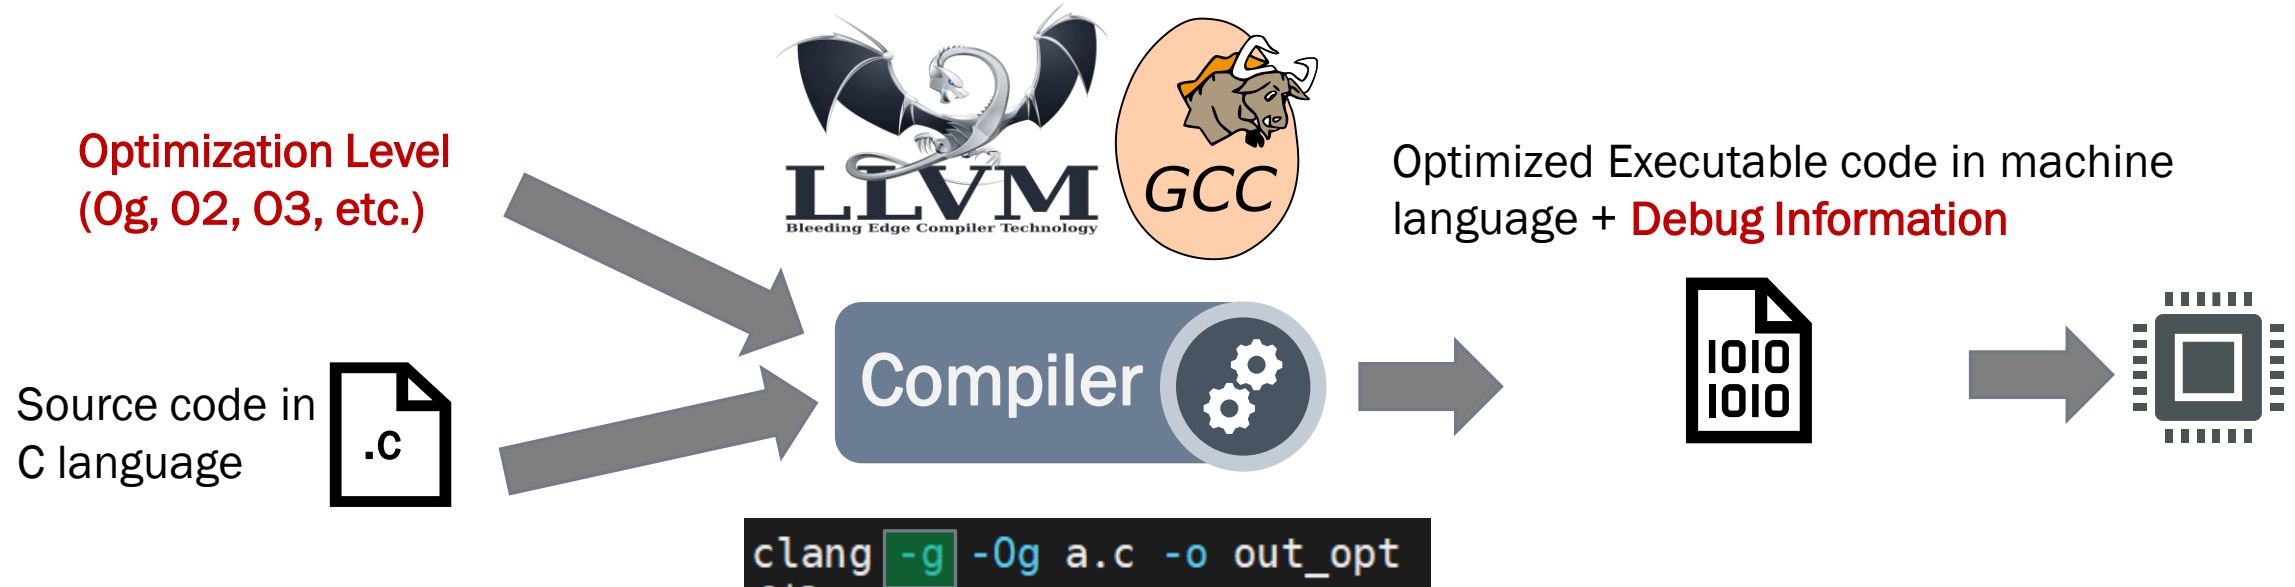 Optimization Level
(Og, O2, O3, etc.)
Source code in
C language
.c
LLVM
Bleeding Edge Compiler Technology
GCC
Compiler
clang -g -Og a.c -o out_opt
Optimized Executable code in machine
language + Debug Information
1010
1010